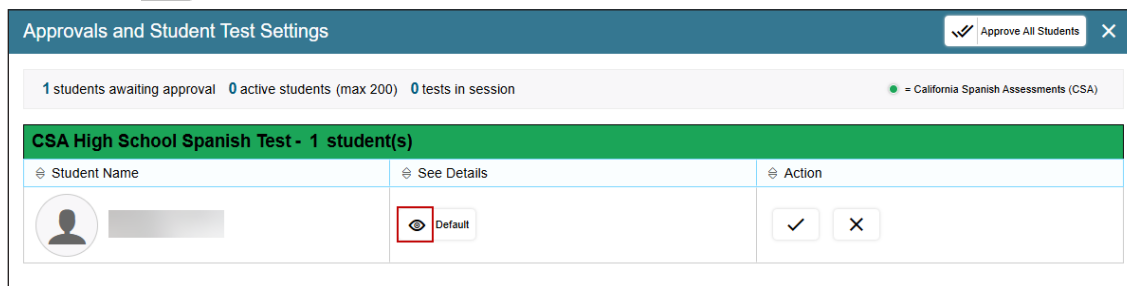 Approvals and Student Test Settings
Approve All Students
1 students awaiting approval 0 active students (max 200) 0 tests in session
= California Spanish Assessments (CSA)
CSA High School Spanish Test - 1 student(s)
Student Name
See Details
Action
Default